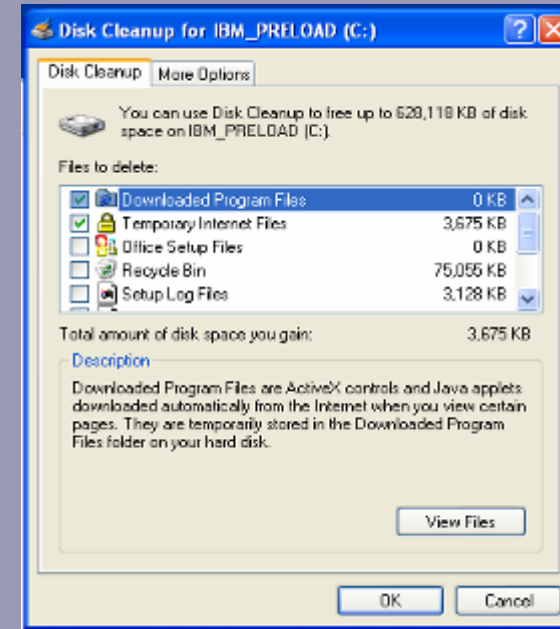 Disk Cleanup for IBM_PRELOAD (C:)
Disk Cleanup
More Options
You can use Disk Cleanup to free up to 628,118 KB of disk
space on IBM_PRELOAD (C:).
Files to delete:
Downloaded Program Files 0 KB
Temporary Internet Files 3,675 KB
Office Setup Files 0 KB
Recycle Bin 75,055 KB
Setup Log Files 3,128 KB
Total amount of disk space you gain: 3,675 KB
Description
Downloaded Program Files are ActiveX controls and Java applets
downloaded automatically from the Internet when you view certain
pages. They are temporarily stored in the Downloaded Program
Files folder on your hard disk.
View Files
OK Cancel